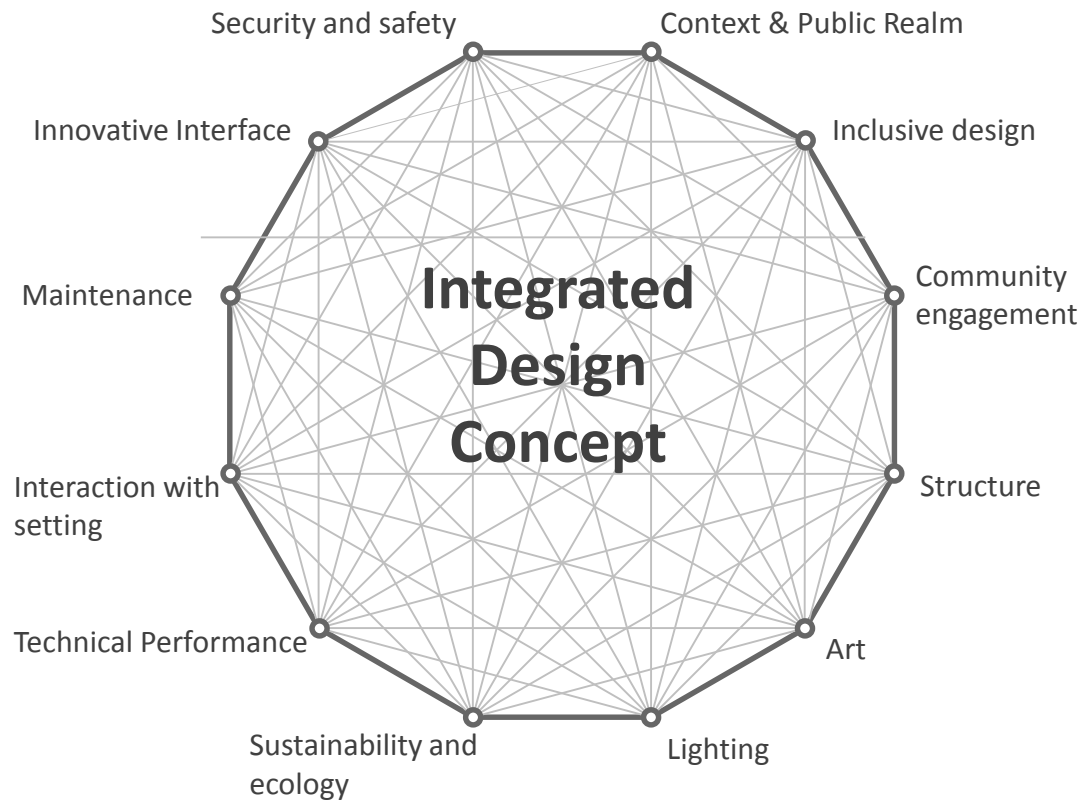 Security and safety
Context & Public Realm
Innovative Interface
Inclusive design
Maintenance
Community
engagement
Integrated
Design
Concept
Interaction with
setting
Structure
Technical Performance
Art
Sustainability and
ecology
Lighting